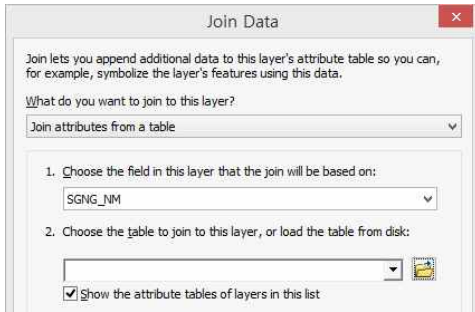 Join Data
Join lets you append additional data to this layer's attribute table so you can,
for example, symbolize the layer's features using this data.
What do you want to join to this layer?
Join attributes from a table
1. Choose the field in this layer that the join will be based on:
SGNG_NM
2. Choose the table to join to this layer, or load the table from disk:
Show the attribute tables of layers in this list